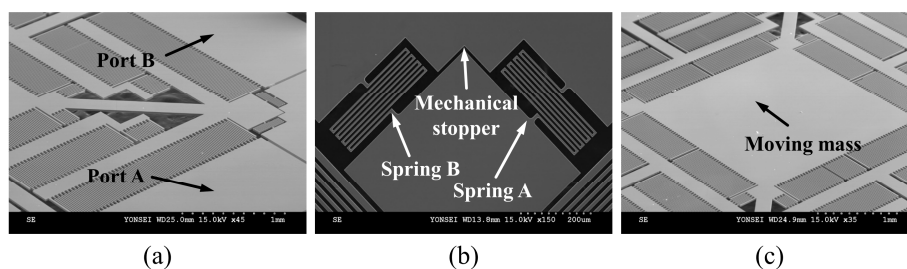 Port B
Port A
SE YONSEI WD25.0mm 15.0kV x45 1mm
Mechanical
stopper
Spring B
Spring A
SE YONSEI WD13.8mm 15.0kV x150 200um
Moving mass
SE YONSEI WD24.9mm 15.0kV x35 1mm
(a) (b) (c)